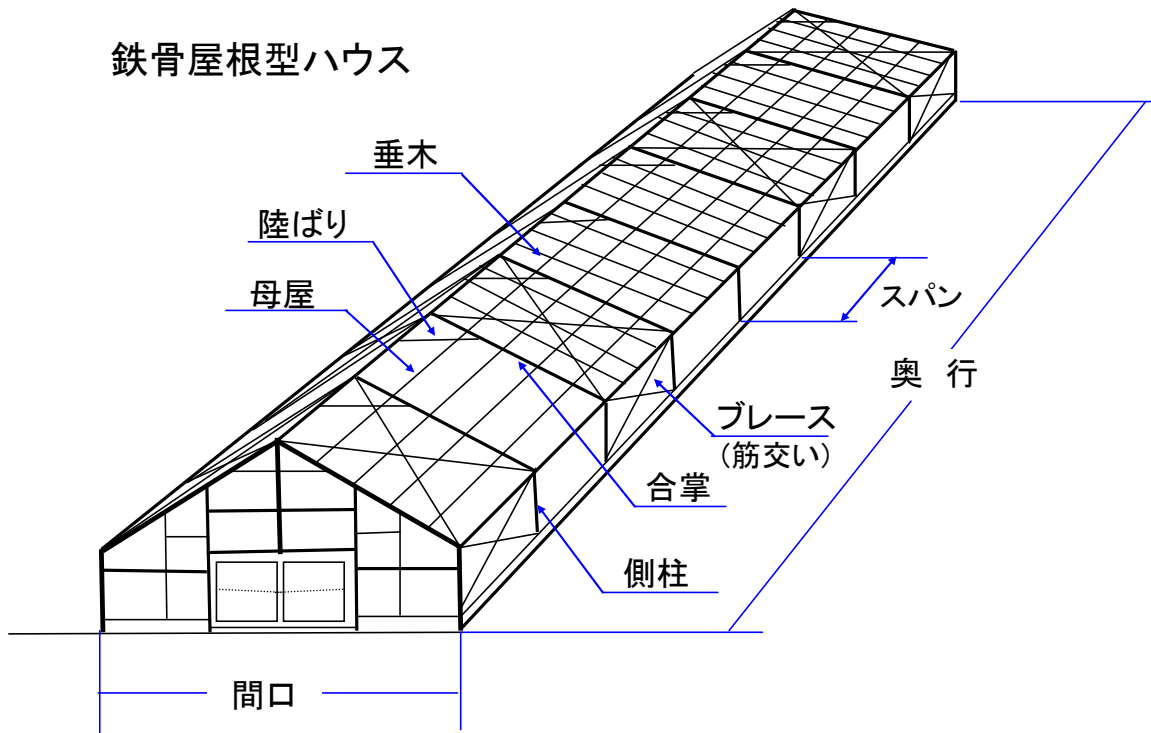 鉄骨屋根型ハウス
垂木
陸ばり
母屋
スパン
奥 行
ブレース
(筋交い)
合掌
側柱
間口